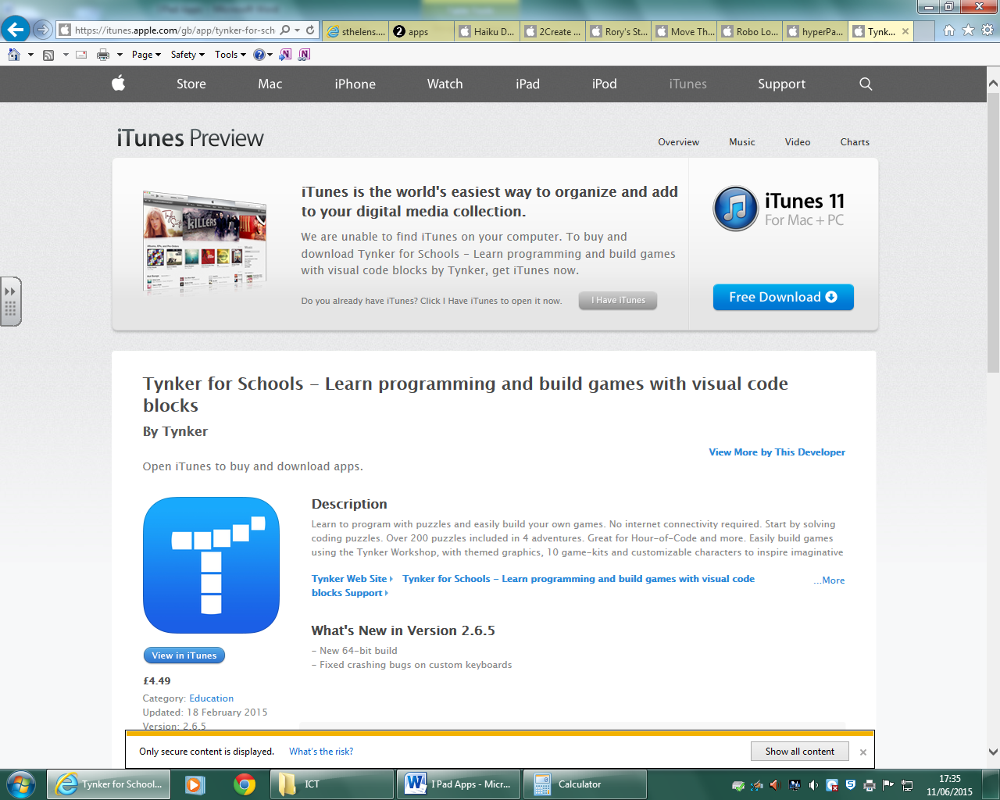 https://itunes.apple.com/gb/app/tynker-for-sch
sthelens....
apps
Haiku D...
2Create ...
Rory's St...
Move Th...
Robo Lo...
hyperPa...
Tynk...
Page
Safety
Tools
Store
Mac
iPhone
Watch
iPad
iPod
iTunes
Support
iTunes Preview
Overview
Music
Video
Charts
iTunes is the world's easiest way to organize and add
to your digital media collection.
We are unable to find iTunes on your computer. To buy and
download Tynker for Schools – Learn programming and build games
with visual code blocks by Tynker, get iTunes now.
Do you already have iTunes? Click I Have iTunes to open it now.
I Have iTunes
iTunes 11
For Mac + PC
Free Download
KILLERS
Tynker for Schools – Learn programming and build games with visual code
blocks
By Tynker
View More by This Developer
Open iTunes to buy and download apps.
Description
Learn to program with puzzles and easily build your own games. No internet connectivity required. Start by solving
coding puzzles. Over 200 puzzles included in 4 adventures. Great for Hour-of-Code and more. Easily build games
using the Tynker Workshop, with themed graphics, 10 game-kits and customizable characters to inspire imaginative
Tynker Web Site
Tynker for Schools – Learn programming and build games with visual code
blocks Support
...More
What's New in Version 2.6.5
- New 64-bit build
- Fixed crashing bugs on custom keyboards
View in iTunes
£4.49
Category: Education
Updated: 18 February 2015
Version: 2.6.5
Only secure content is displayed.
What's the risk?
Show all content
Tynker for School...
ICT
I Pad Apps - Micr...
Calculator
17:35
11/06/2015